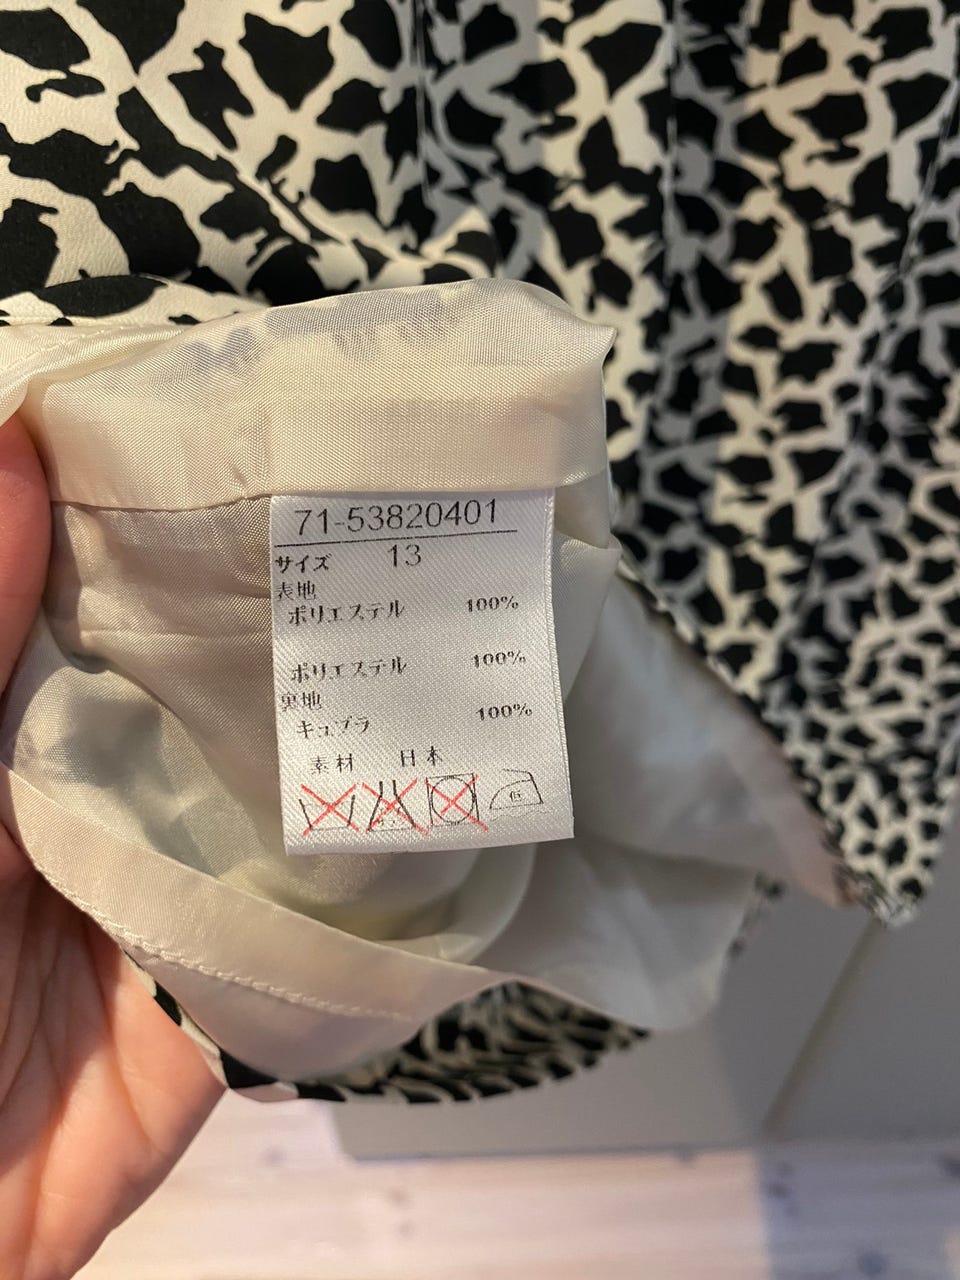 71-53820401
サイズ 13
表地
ポリエステル 100%
ポリエステル 100%
裏地
キュプラ 100%
素材 日本